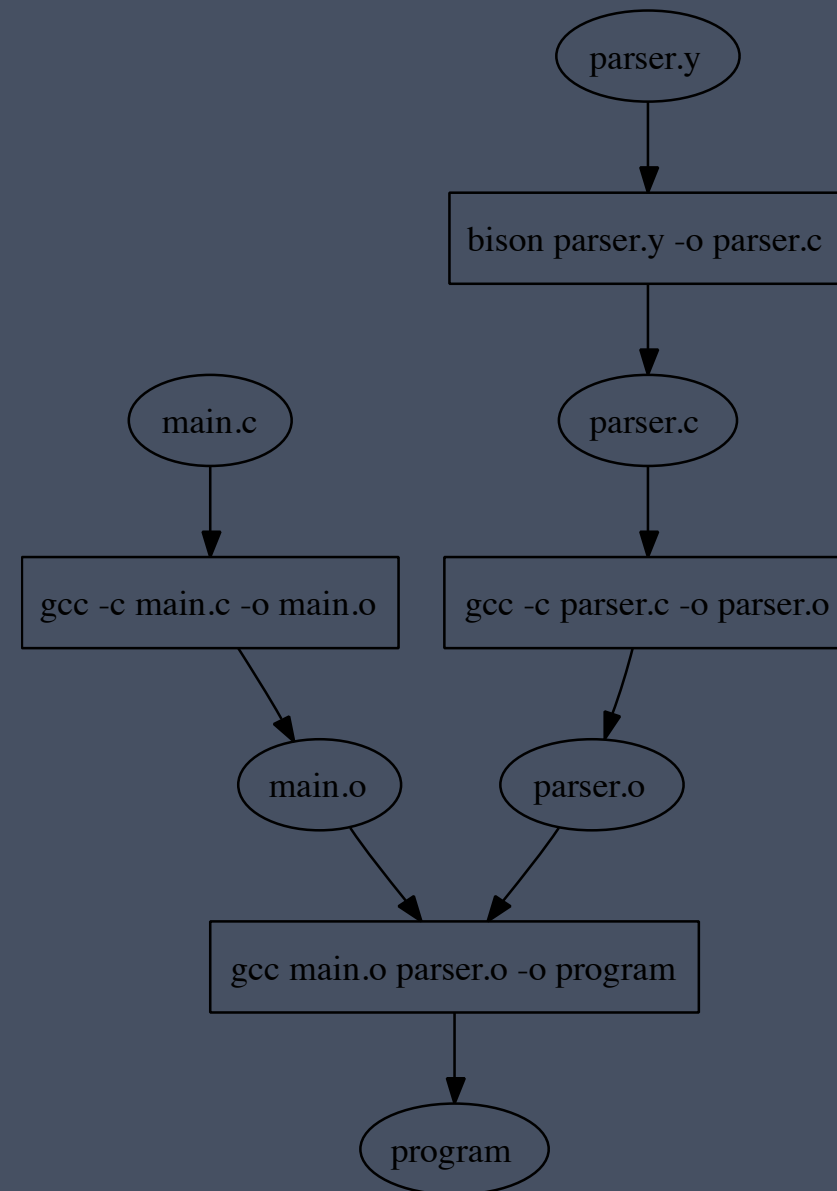 parser.y
bison parser.y -o parser.c
main.c
parser.c
gcc -c main.c -o main.o
gcc -c parser.c -o parser.o
main.o
parser.o
gcc main.o parser.o -o program
program